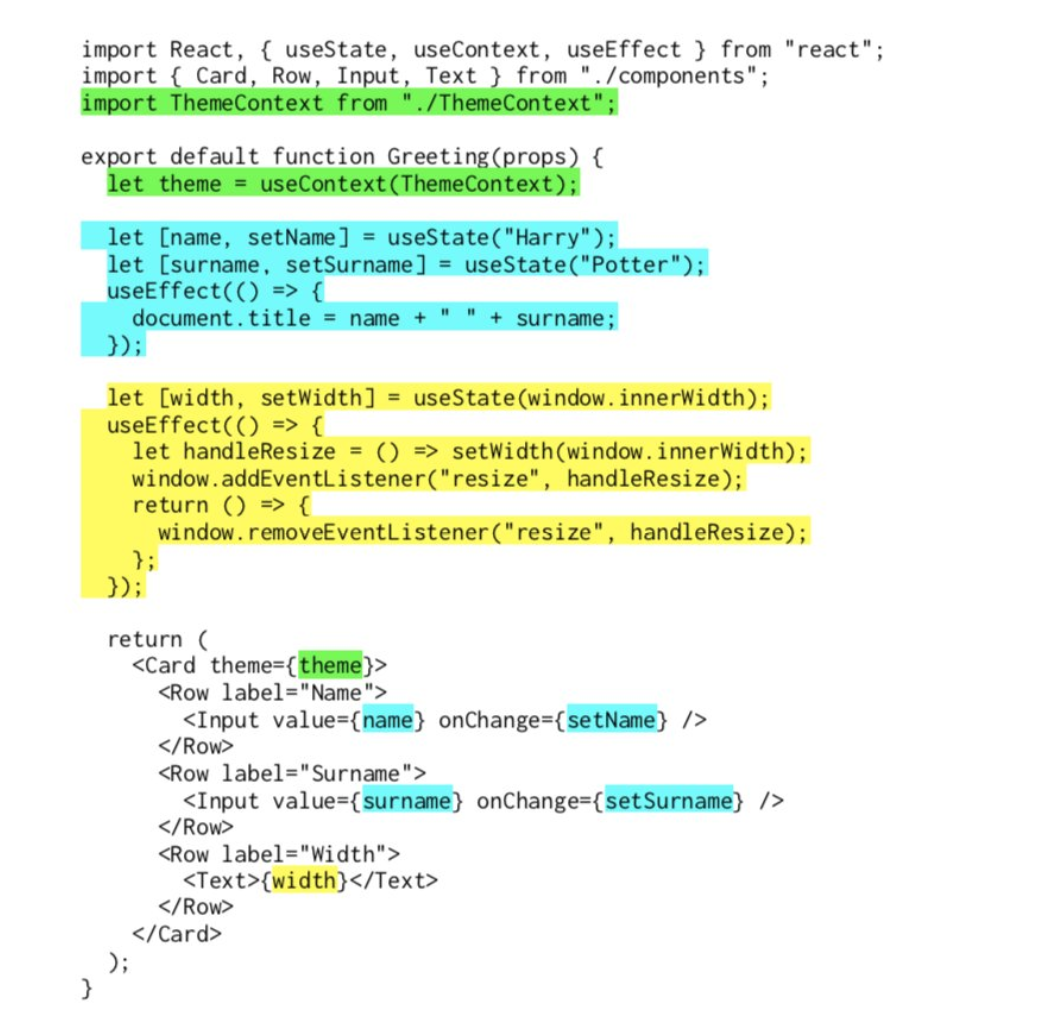 import React, { useState, useContext, useEffect } from "react";
import { Card, Row, Input, Text } from "./components";
import ThemeContext from "./ThemeContext";

export default function Greeting(props) {
  let theme = useContext(ThemeContext);

  let [name, setName] = useState("Harry");
  let [surname, setSurname] = useState("Potter");
  useEffect(() => {
    document.title = name + " " + surname;
  });

  let [width, setWidth] = useState(window.innerWidth);
  useEffect(() => {
    let handleResize = () => setWidth(window.innerWidth);
    window.addEventListener("resize", handleResize);
    return () => {
      window.removeEventListener("resize", handleResize);
    };
  });

  return (
    <Card theme={theme}>
      <Row label="Name">
        <Input value={name} onChange={setName} />
      </Row>
      <Row label="Surname">
        <Input value={surname} onChange={setSurname} />
      </Row>
      <Row label="Width">
        <Text>{width}</Text>
      </Row>
    </Card>
  );
}